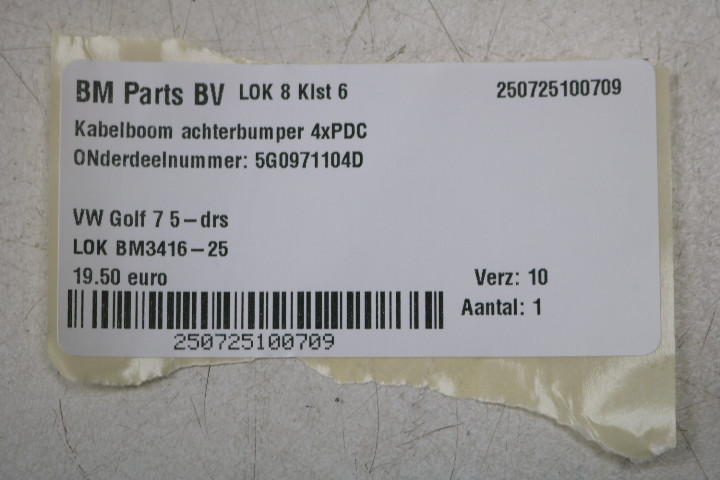 BM Parts BV LOK 8 Klst 6 250725100709
Kabelboom achterbumper 4xPDC
ONderdeelnummer: 5G0971104D
VW Golf 7 5-drs
LOK BM3416-25
19.50 euro Verz: 10
Aantal: 1
250725100709